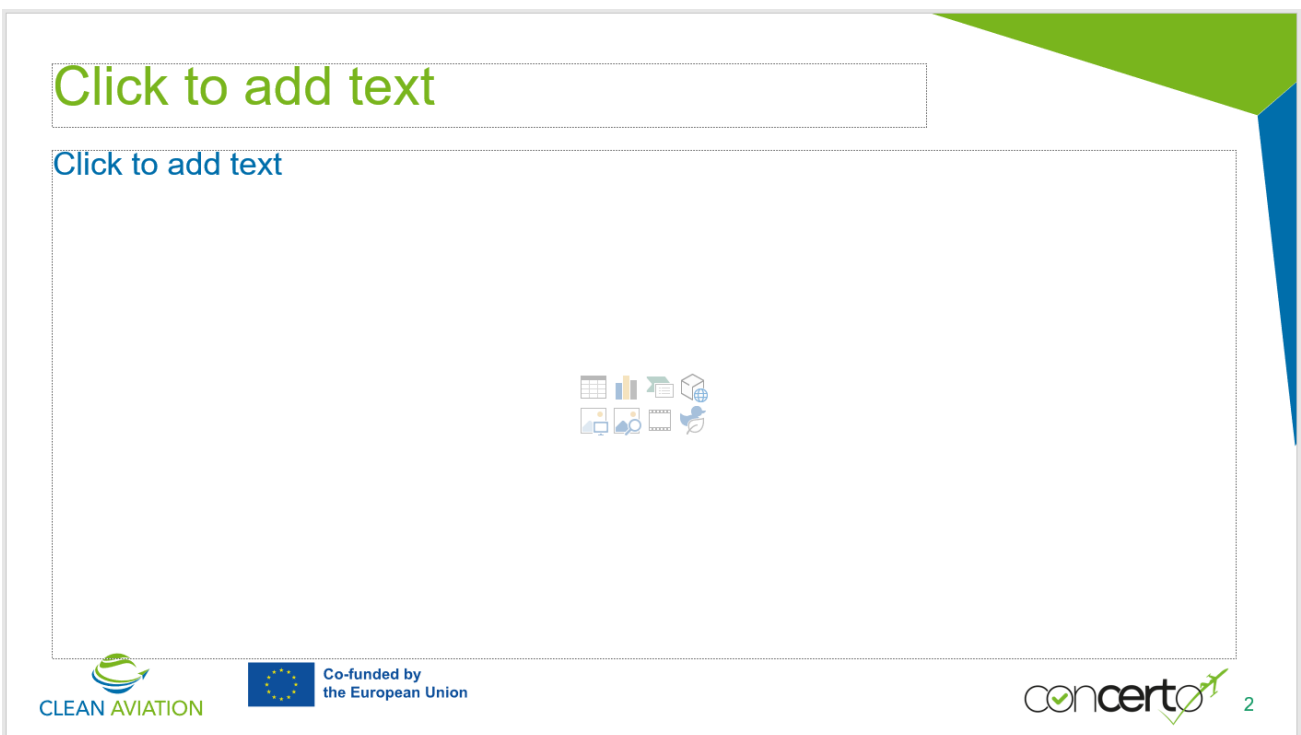 Click to add text
Click to add text
CLEAN AVIATION
Co-funded by
the European Union
concerto
2